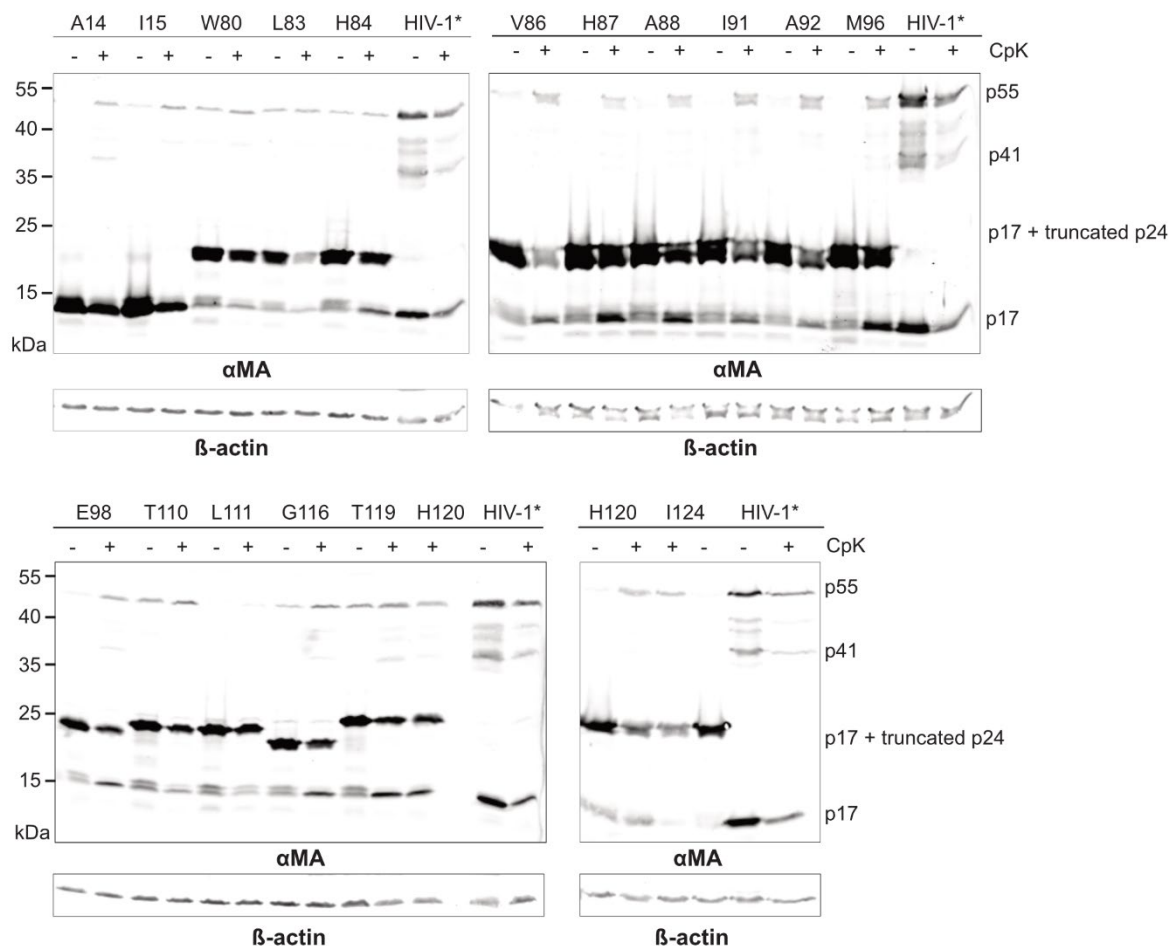 A14 I15 W80 L83 H84 HIV-1*
- + - + - + - + - + - +
55
40
35
25
15
kDa
αMA
ß-actin
V86 H87 A88 I91 A92 M96 HIV-1*
- + - + - + - + - + - + - + CpK
p55
p41
p17 + truncated p24
p17
αMA
ß-actin
E98 T110 L111 G116 T119 H120 HIV-1*
- + - + - + - + - + + - +
55
40
35
25
15
kDa
αMA
ß-actin
H120 I124 HIV-1*
- + + - - + CpK
p55
p41
p17 + truncated p24
p17
αMA
ß-actin